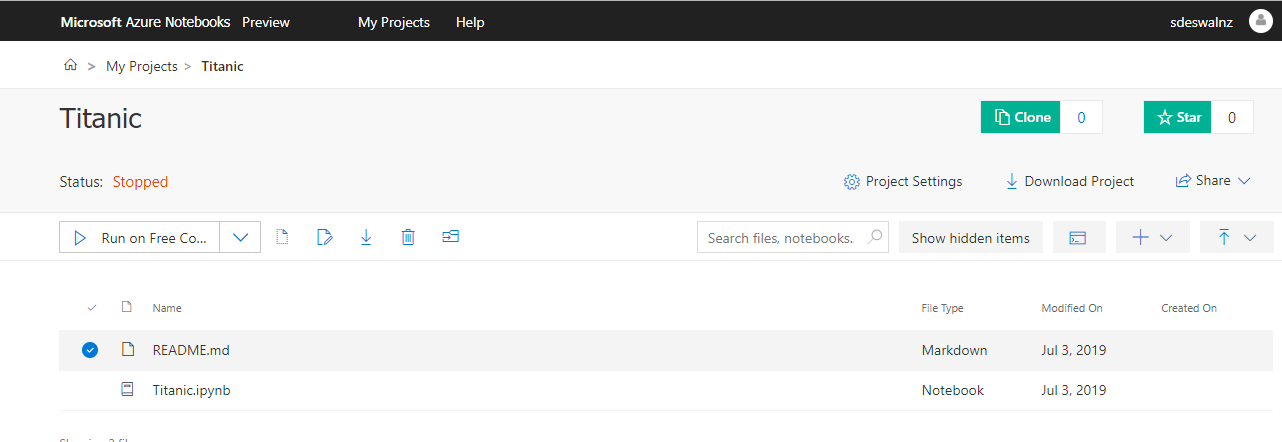 Microsoft Azure Notebooks Preview My Projects Help sdeswalnz
> My Projects > Titanic
Titanic
Clone 0 Star 0
Status: Stopped Project Settings Download Project Share
Run on Free Co... Search files, notebooks. Show hidden items
Name File Type Modified On Created On
README.md Markdown Jul 3, 2019
Titanic.ipynb Notebook Jul 3, 2019